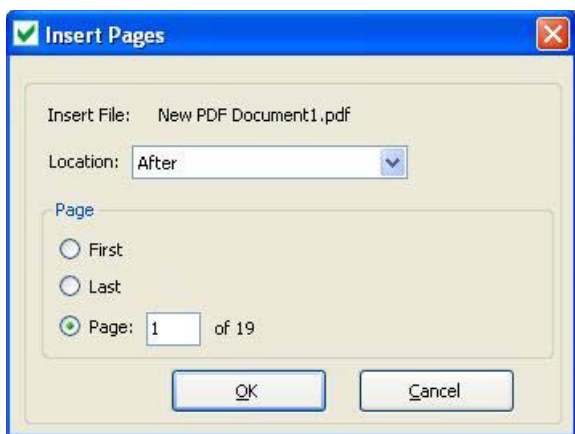 Insert Pages
Insert File: New PDF Document1.pdf
Location: After
Page
First
Last
Page: 1 of 19
OK Cancel